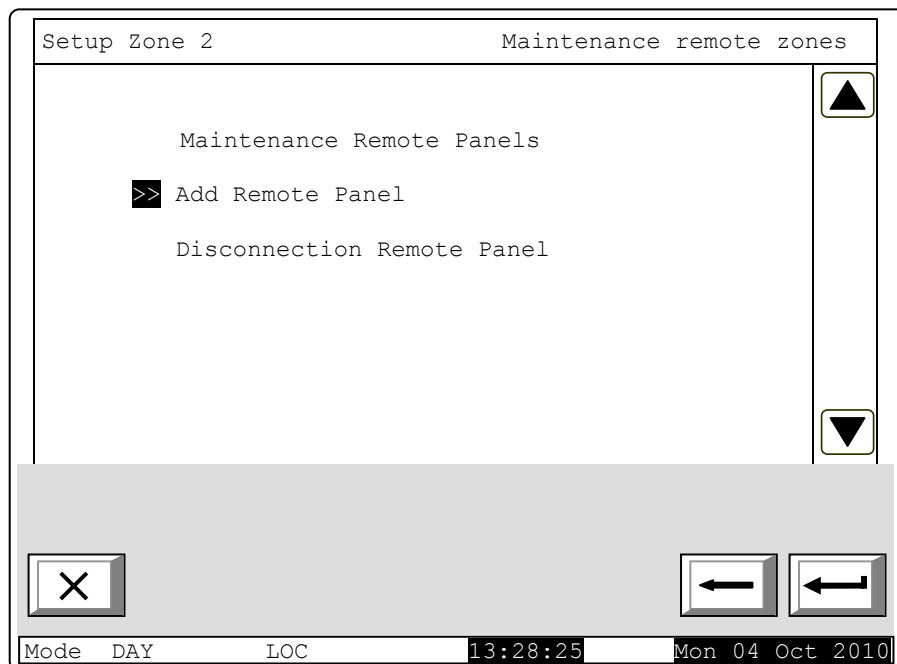 Setup Zone 2 Maintenance remote zones
Maintenance Remote Panels
>> Add Remote Panel
Disconnection Remote Panel
Mode DAY LOC 13:28:25 Mon 04 Oct 2010